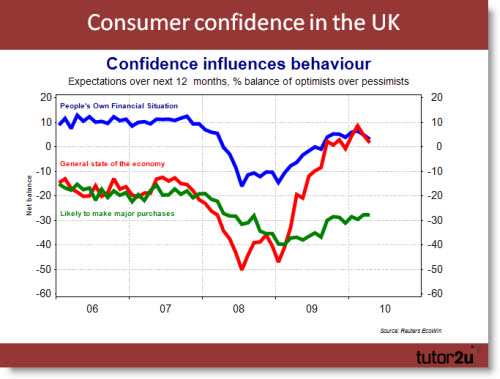 Consumer confidence in the UK
Confidence influences behaviour
Expectations over next 12 months, % balance of optimists over pessimists
20
10
0
-10
-20
-30
-40
-50
-60
Net balance
People's Own Financial Situation
General state of the economy
Likely to make major purchases
20
10
0
-10
-20
-30
-40
-50
-60
06 07 08 09 10
Source: Reuters EcoWin
tutor2u